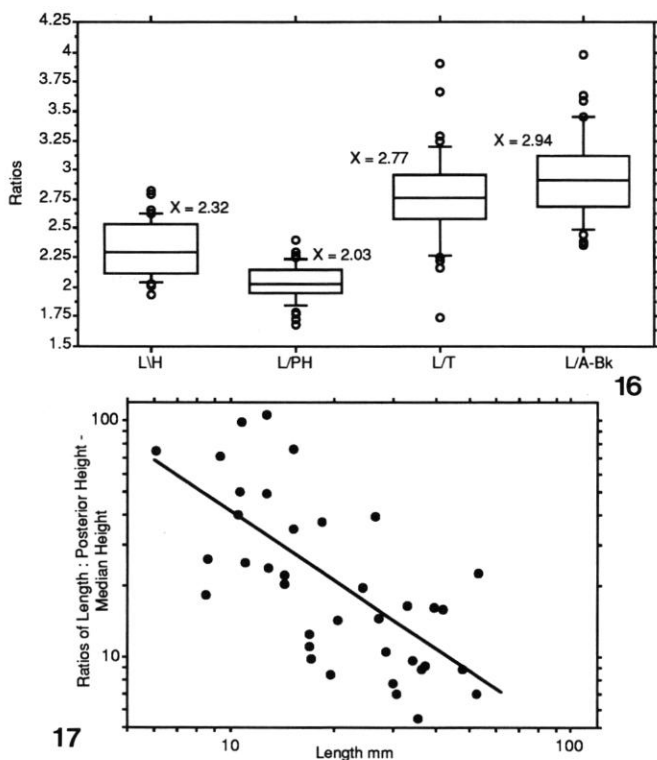 4.25
4
3.75
3.5
3.25
3
2.75
2.5
2.25
2
1.75
1.5
Ratios
X = 2.32
X = 2.03
X = 2.77
X = 2.94
L\H
L/PH
L/T
L/A-Bk
16
100
10
Ratios of Length : Posterior Height -
Median Height
10
100
Length mm
17